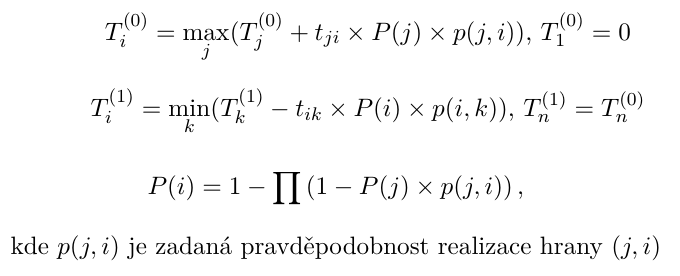 T_i^{(0)} = \max_j (T_j^{(0)} + t_{ji} × P(j) × p(j, i)), T_1^{(0)} = 0
T_i^{(1)} = \min_k (T_k^{(1)} − t_{ik} × P(i) × p(i, k)), T_n^{(1)} = T_n^{(0)}
P(i) = 1 − ∏ (1 − P(j) × p(j, i)) ,
kde p(j, i) je zadaná pravděpodobnost realizace hrany (j, i)